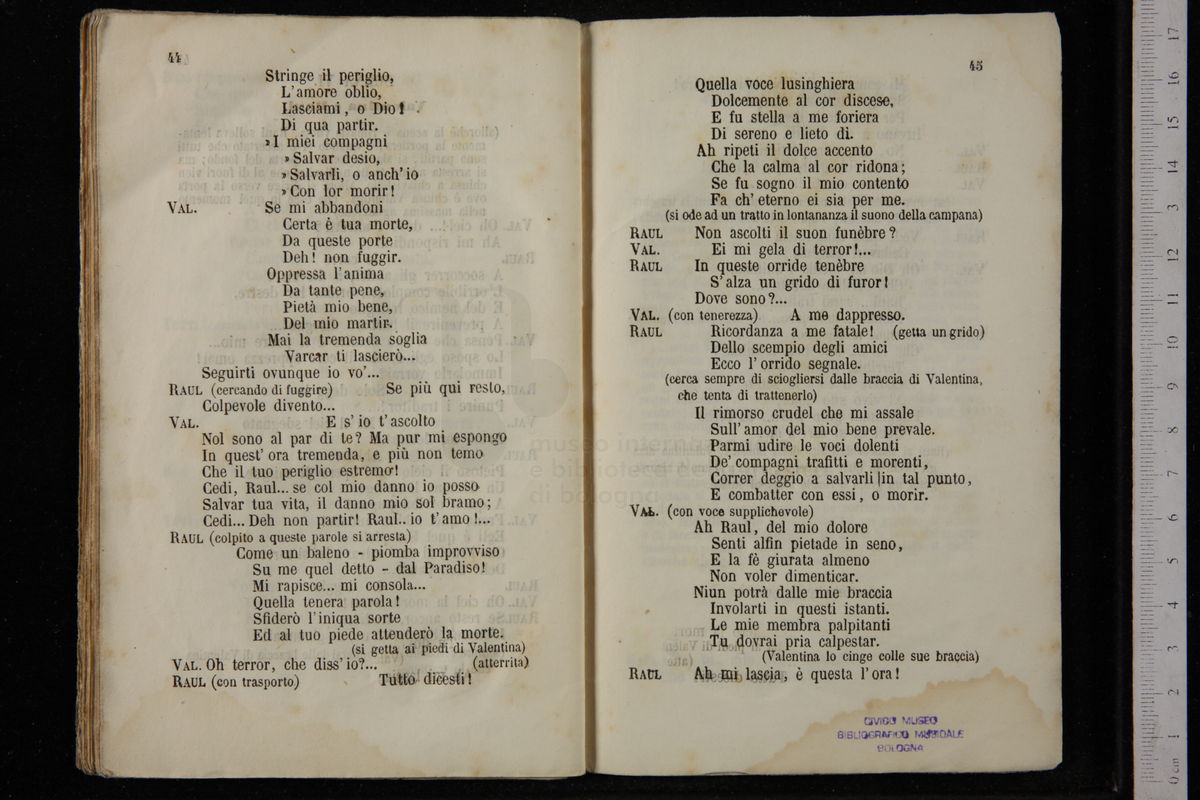 44
Stringe il periglio,
L'amore oblio,
Lasciami, o Dio!
Di qua partir.
» I miei compagni
» Salvar desio,
» Salvarli, o anch'io
» Con lor morir!
VAL. Se mi abbandoni
Certa è tua morte,
Da queste porte
Deh! non fuggir.
Oppressa l'anima
Da tante pene,
Pietà mio bene,
Del mio martir.
Mai la tremenda soglia
Varcar ti lascierò...
Seguirti ovunque io vo'...
RAUL (cercando di fuggire) Se più qui resto,
Colpevole divento...
VAL. E s'io t'ascolto
Nol sono al par di te? Ma pur mi espongo
In quest'ora tremenda, e più non temo
Che il tuo periglio estremo!
Cedi, Raul... se col mio danno io posso
Salvar tua vita, il danno mio sol bramo;
Cedi... Deh non partir! Raul.. io t'amo!...
RAUL (colpito a queste parole si arresta)
Come un baleno - piomba improvviso
Su me quel detto - dal Paradiso!
Mi rapisce... mi consola...
Quella tenera parola!
Sfiderò l'iniqua sorte
Ed al tuo piede attenderò la morte.
(si getta ai piedi di Valentina)
VAL. Oh terror, che diss'io?... (atterrita)
RAUL (con trasporto) Tutto dicesti!
45
Quella voce lusinghiera
Dolcemente al cor discese,
E fu stella a me foriera
Di sereno e lieto dì.
Ah ripeti il dolce accento
Che la calma al cor ridona;
Se fu sogno il mio contento
Fa ch'eterno ei sia per me.
(si ode ad un tratto in lontananza il suono della campana)
RAUL Non ascolti il suon funèbre?
VAL. Ei mi gela di terror!...
RAUL In queste orride tenèbre
S'alza un grido di furor!
Dove sono?...
VAL. (con tenerezza) A me dappresso.
RAUL Ricordanza a me fatale! (getta un grido)
Dello scempio degli amici
Ecco l'orrido segnale.
(cerca sempre di sciogliersi dalle braccia di Valentina,
che tenta di trattenerlo)
Il rimorso crudel che mi assale
Sull'amor del mio bene prevale.
Parmi udire le voci dolenti
De' compagni trafitti e morenti,
Correr deggio a salvarli in tal punto,
E combatter con essi, o morir.
VAL. (con voce supplichevole)
Ah Raul, del mio dolore
Senti alfin pietade in seno,
E la fè giurata almeno
Non voler dimenticar.
Niun potrà dalle mie braccia
Involarti in questi istanti.
Le mie membra palpitanti
Tu dovrai pria calpestar.
(Valentina lo cinge colle sue braccia)
RAUL Ah mi lascia, è questa l'ora!
CIVICO MUSEO
BIBLIOGRAFICO MUSICALE
BOLOGNA